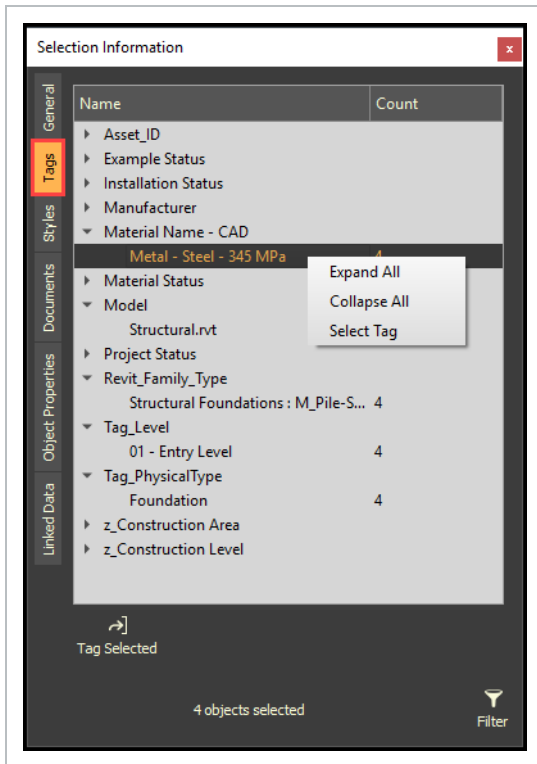 Selection Information
x
General
Tags
Styles
Documents
Object Properties
Linked Data
Name Count
Asset_ID
Example Status
Installation Status
Manufacturer
Material Name - CAD
Metal - Steel - 345 MPa 4
Expand All
Collapse All
Select Tag
Material Status
Model
Structural.rvt
Project Status
Revit_Family_Type
Structural Foundations : M_Pile-S... 4
Tag_Level
01 - Entry Level 4
Tag_PhysicalType
Foundation 4
z_Construction Area
z_Construction Level
Tag Selected
4 objects selected
Filter